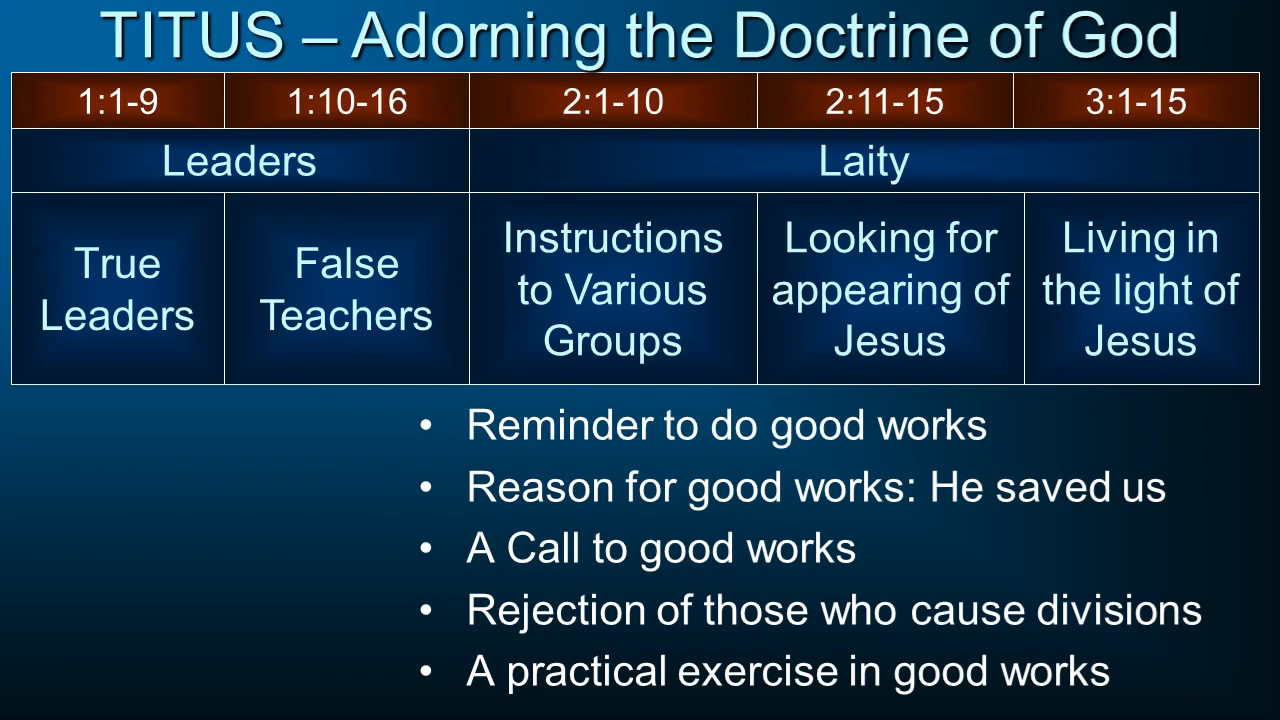 TITUS – Adorning the Doctrine of God
1:1-9 1:10-16 2:1-10 2:11-15 3:1-15
Leaders Laity
True
Leaders
False
Teachers
Instructions
to Various
Groups
Looking for
appearing of
Jesus
Living in
the light of
Jesus
• Reminder to do good works
• Reason for good works: He saved us
• A Call to good works
• Rejection of those who cause divisions
• A practical exercise in good works